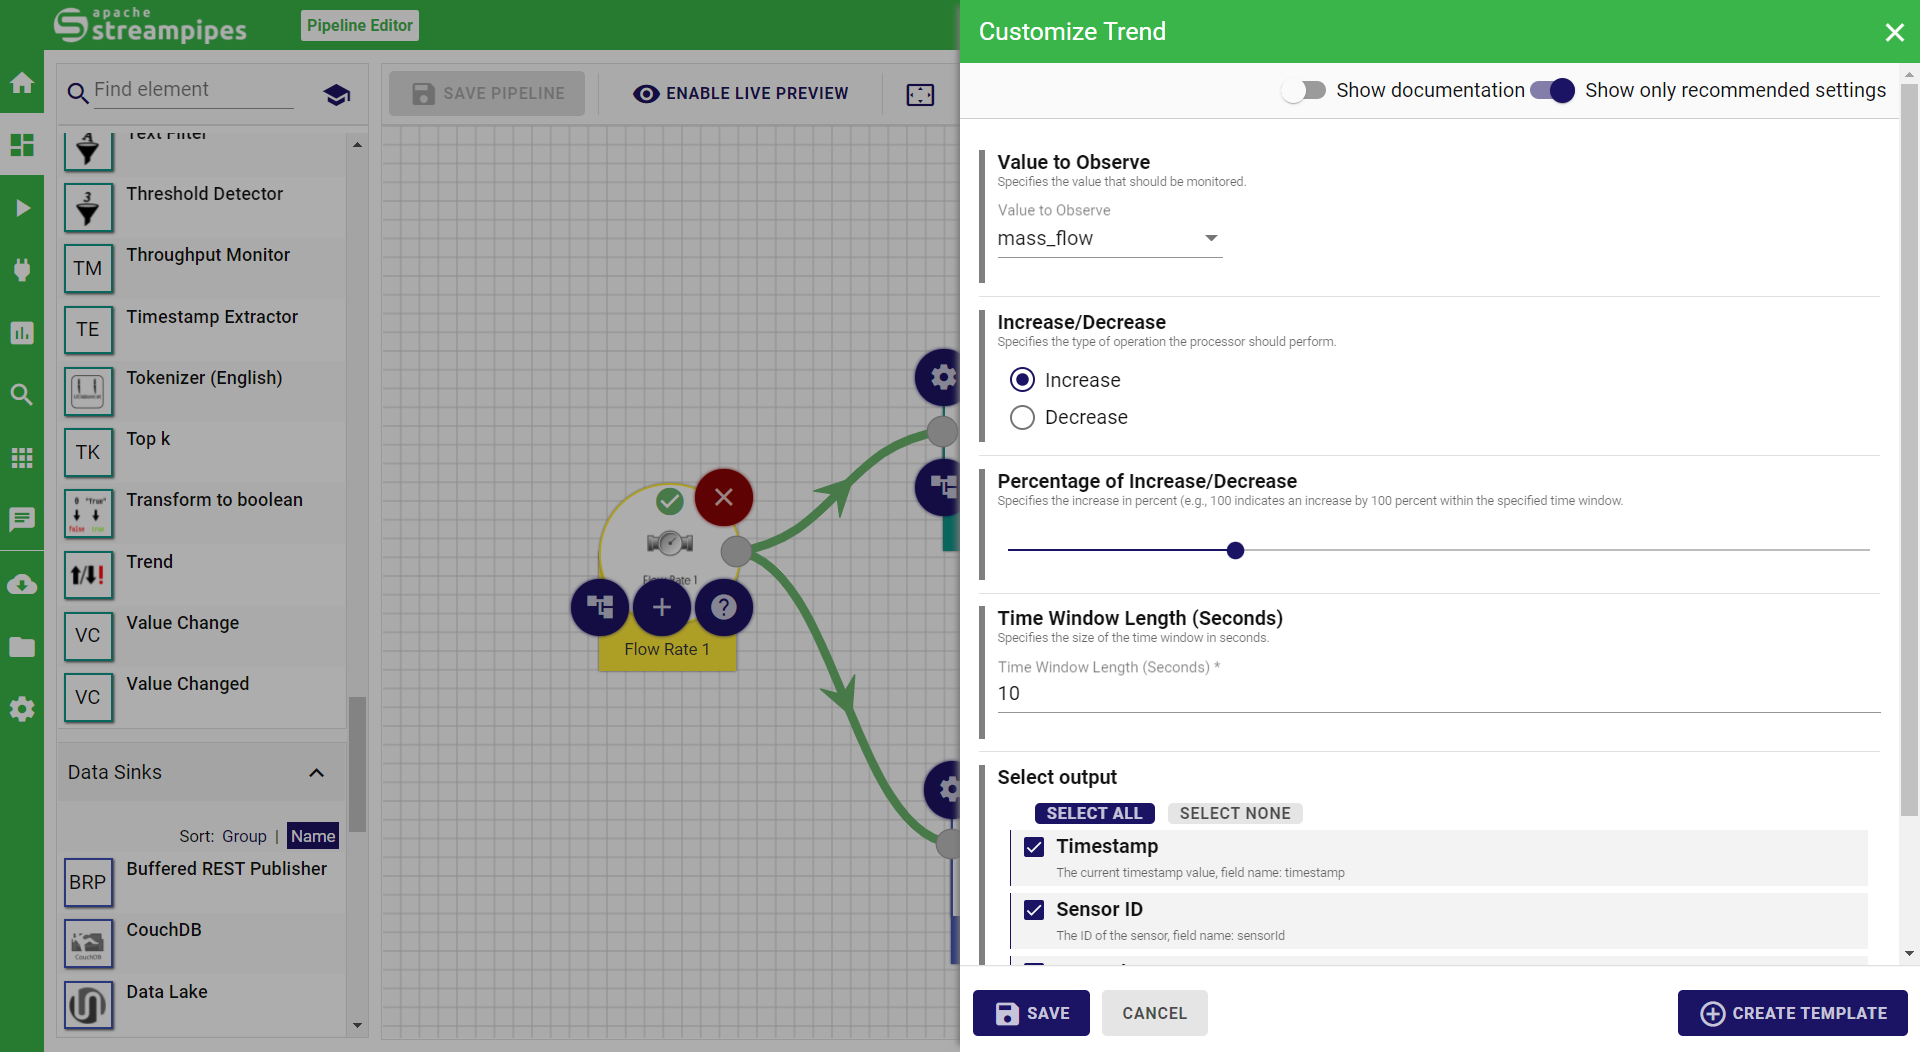 apache
streampipes
Pipeline Editor
Find element
Text Filter
3
Threshold Detector
TM
Throughput Monitor
TE
Timestamp Extractor
Tokenizer (English)
TK
Top k
0 "True"
false true
Transform to boolean
Trend
VC
Value Change
VC
Value Changed
Data Sinks
Sort: Group | Name
BRP
Buffered REST Publisher
CouchDB
CouchDB
Data Lake
SAVE PIPELINE
ENABLE LIVE PREVIEW
Flow Rate 1
Flow Rate 1
Customize Trend
Show documentation
Show only recommended settings
Value to Observe
Specifies the value that should be monitored.
Value to Observe
mass_flow
Increase/Decrease
Specifies the type of operation the processor should perform.
Increase
Decrease
Percentage of Increase/Decrease
Specifies the increase in percent (e.g., 100 indicates an increase by 100 percent within the specified time window.
Time Window Length (Seconds)
Specifies the size of the time window in seconds.
Time Window Length (Seconds) *
10
Select output
SELECT ALL
SELECT NONE
Timestamp
The current timestamp value, field name: timestamp
Sensor ID
The ID of the sensor, field name: sensorId
SAVE
CANCEL
CREATE TEMPLATE